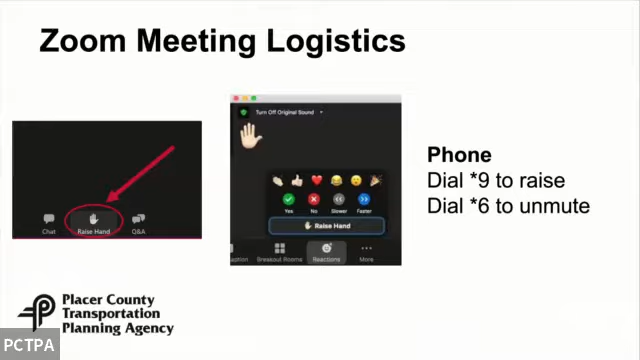 Zoom Meeting Logistics
Chat
Raise Hand
Q&A
Turn Off Original Sound
Yes
No
Slower
Faster
Raise Hand
Breakout Rooms
Reactions
More
Phone
Dial *9 to raise
Dial *6 to unmute
Placer County
Transportation
Planning Agency
PCTPA